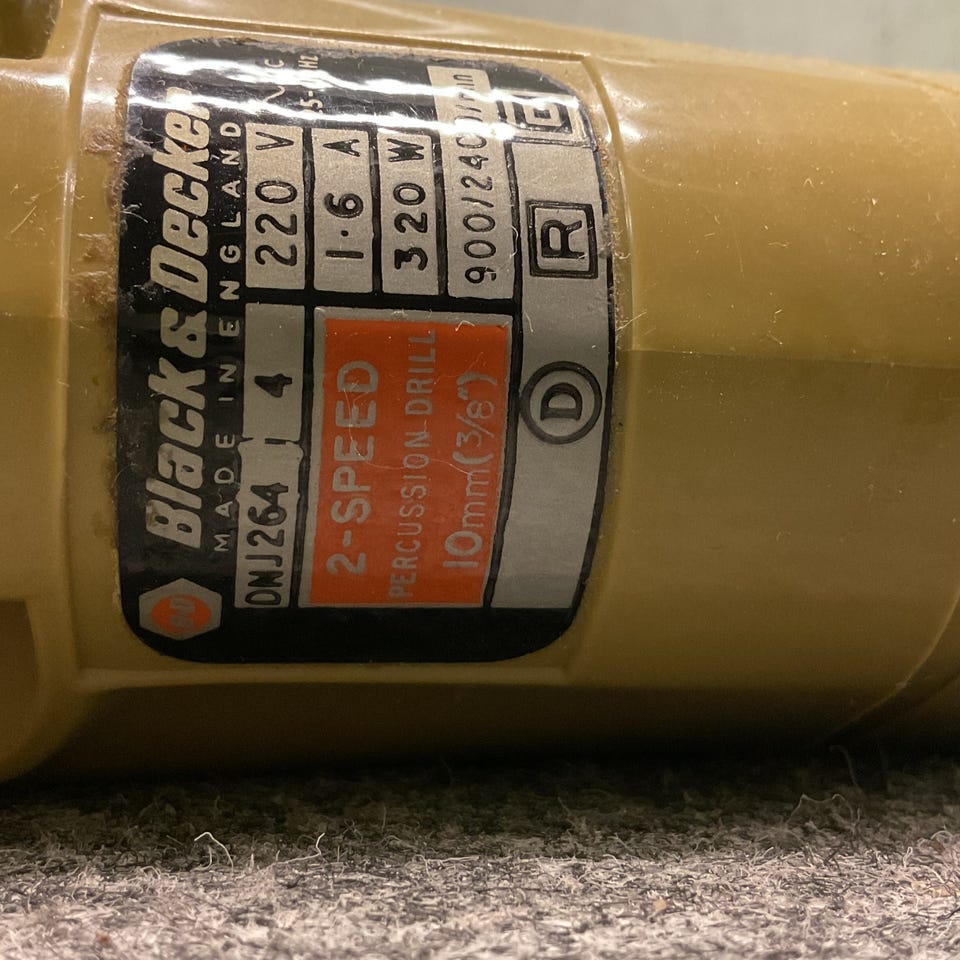 Black & Decker
MADE IN ENGLAND
DNJ264 4
220 V
1·6 A
320 W
900/2400/min
2-SPEED
PERCUSSION DRILL
10mm(3/8")
D
R